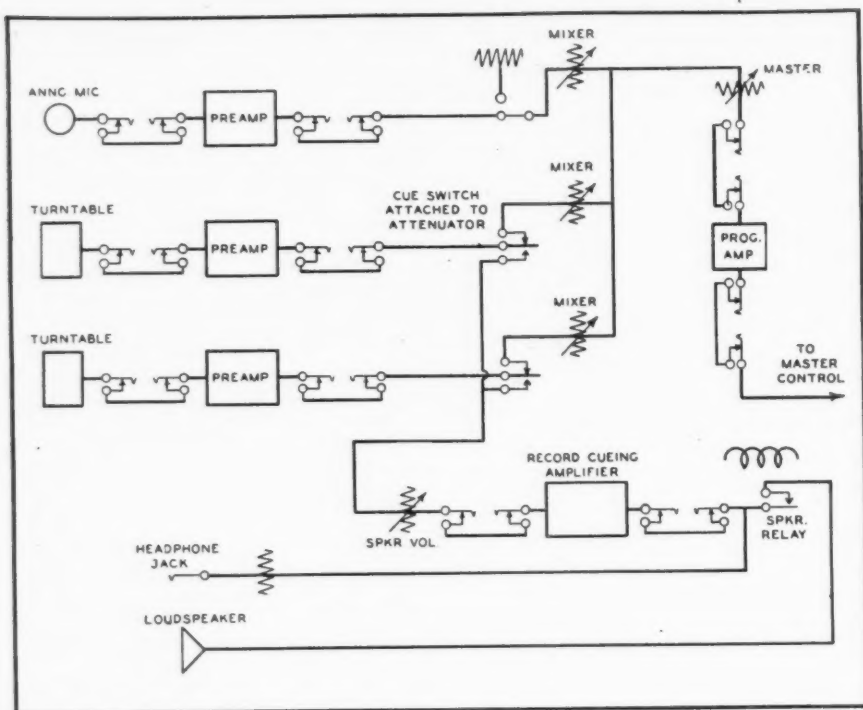 MIXER
MASTER
ANNC MIC
PREAMP
MIXER
CUE SWITCH
ATTACHED TO
ATTENUATOR
TURNTABLE
PREAMP
PROG.
AMP
MIXER
TURNTABLE
PREAMP
TO
MASTER
CONTROL
RECORD CUEING
AMPLIFIER
SPKR VOL
SPKR.
RELAY
HEADPHONE
JACK
LOUDSPEAKER